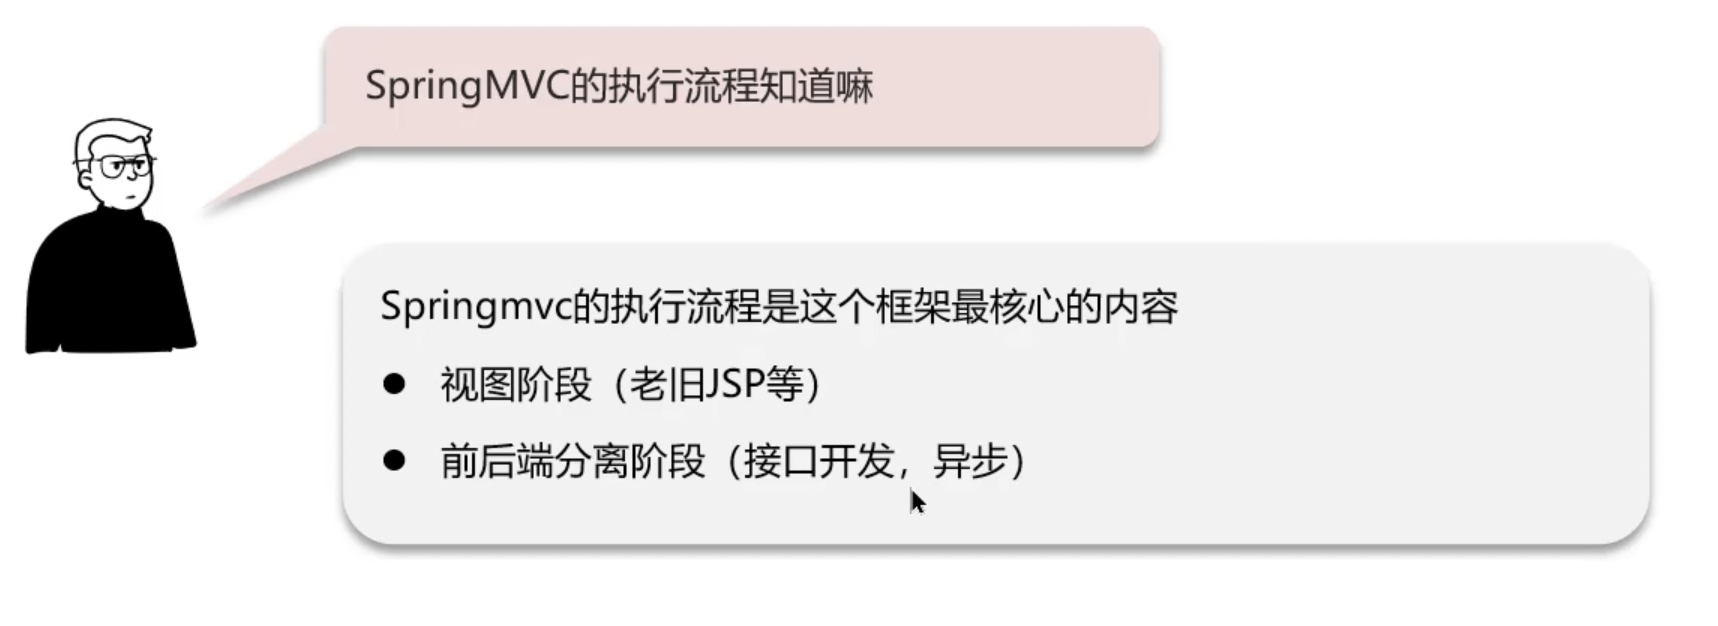 SpringMVC的执行流程知道嘛
Springmvc的执行流程是这个框架最核心的内容
● 视图阶段（老旧JSP等）
● 前后端分离阶段（接口开发，异步）